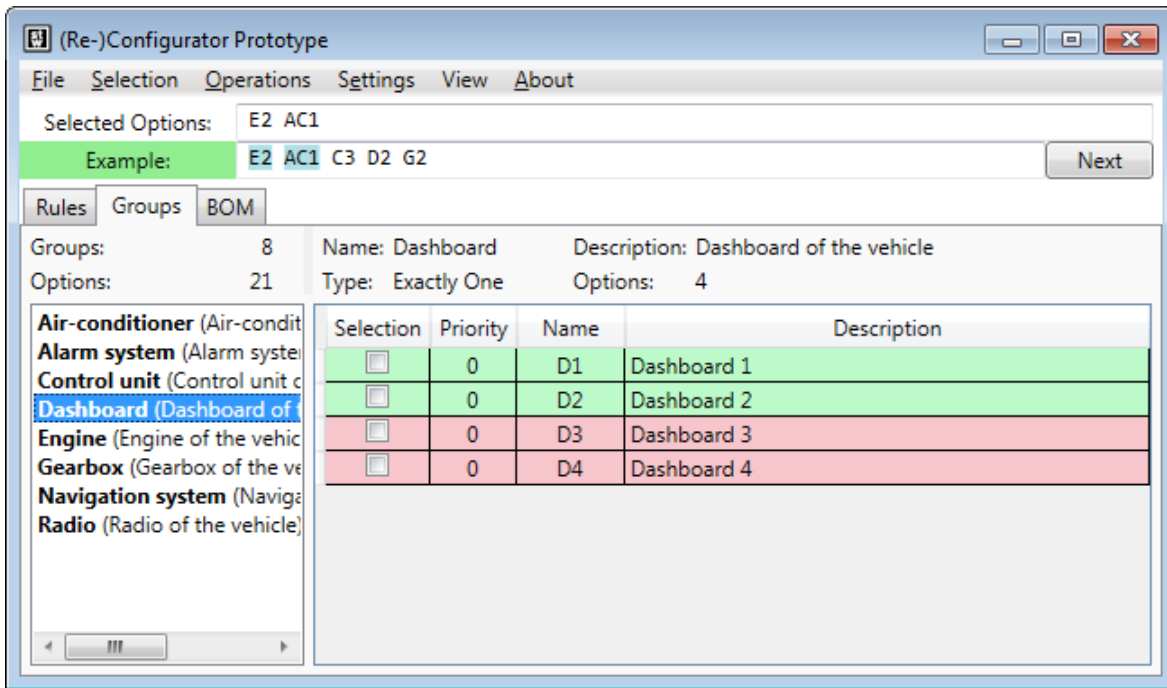 (Re-)Configurator Prototype
File Selection Operations Settings View About
Selected Options: E2 AC1
Example: E2 AC1 C3 D2 G2 Next
Rules Groups BOM
Groups: 8 Name: Dashboard Description: Dashboard of the vehicle
Options: 21 Type: Exactly One Options: 4
Air-conditioner (Air-condit
Alarm system (Alarm syster
Control unit (Control unit c
Dashboard (Dashboard of t
Engine (Engine of the vehic
Gearbox (Gearbox of the ve
Navigation system (Naviga
Radio (Radio of the vehicle)
Selection Priority Name Description
0 D1 Dashboard 1
0 D2 Dashboard 2
0 D3 Dashboard 3
0 D4 Dashboard 4